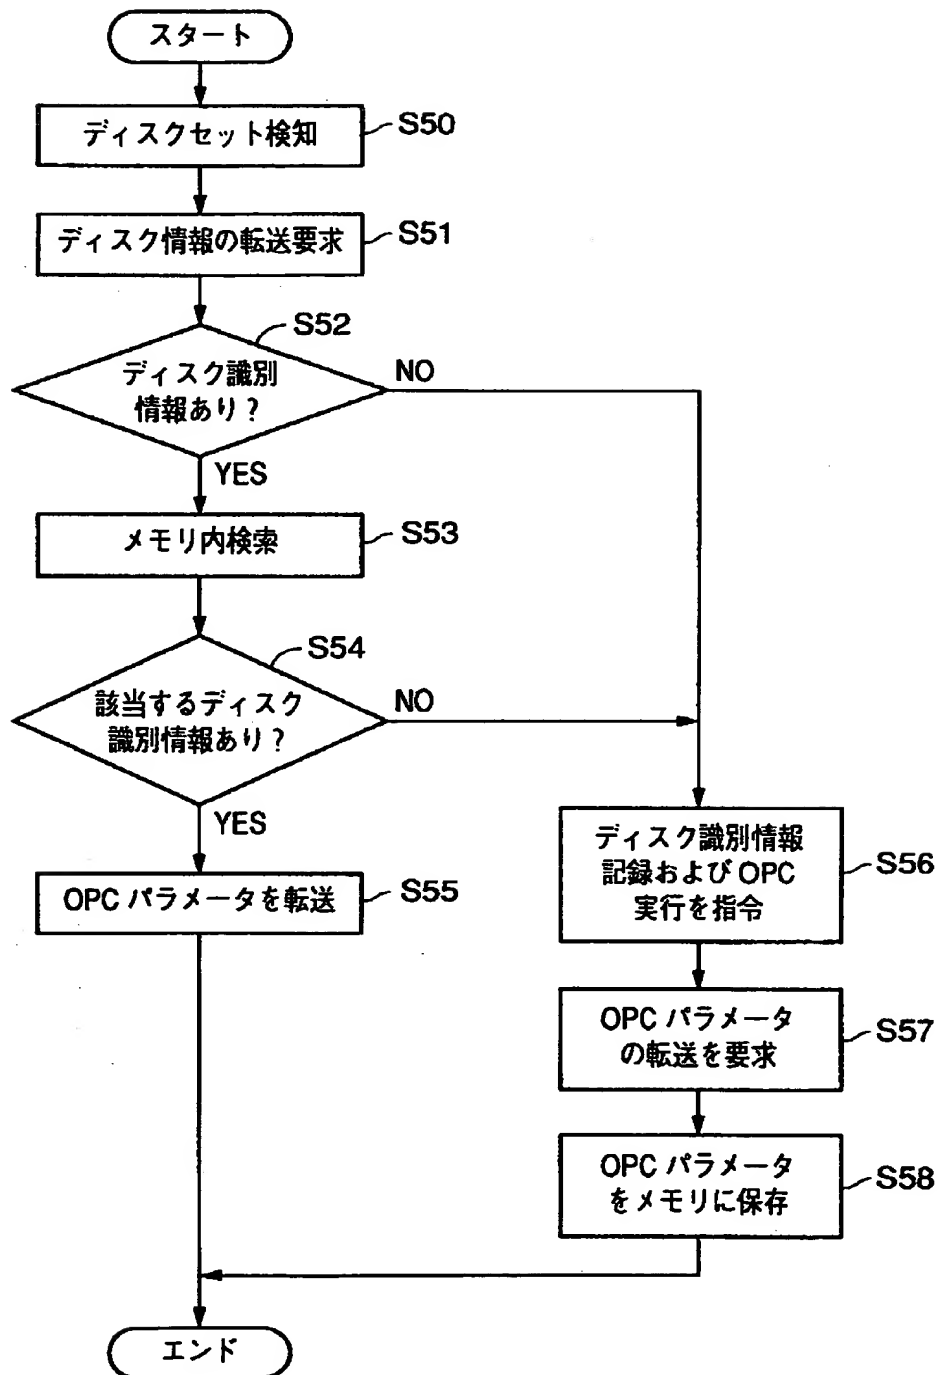 スタート
ディスクセット検知
S50
ディスク情報の転送要求
S51
S52
ディスク識別
情報あり？
NO
YES
メモリ内検索
S53
S54
該当するディスク
識別情報あり？
NO
YES
OPC パラメータを転送
S55
ディスク識別情報
記録および OPC
実行を指令
S56
OPC パラメータ
の転送を要求
S57
OPC パラメータ
をメモリに保存
S58
エンド